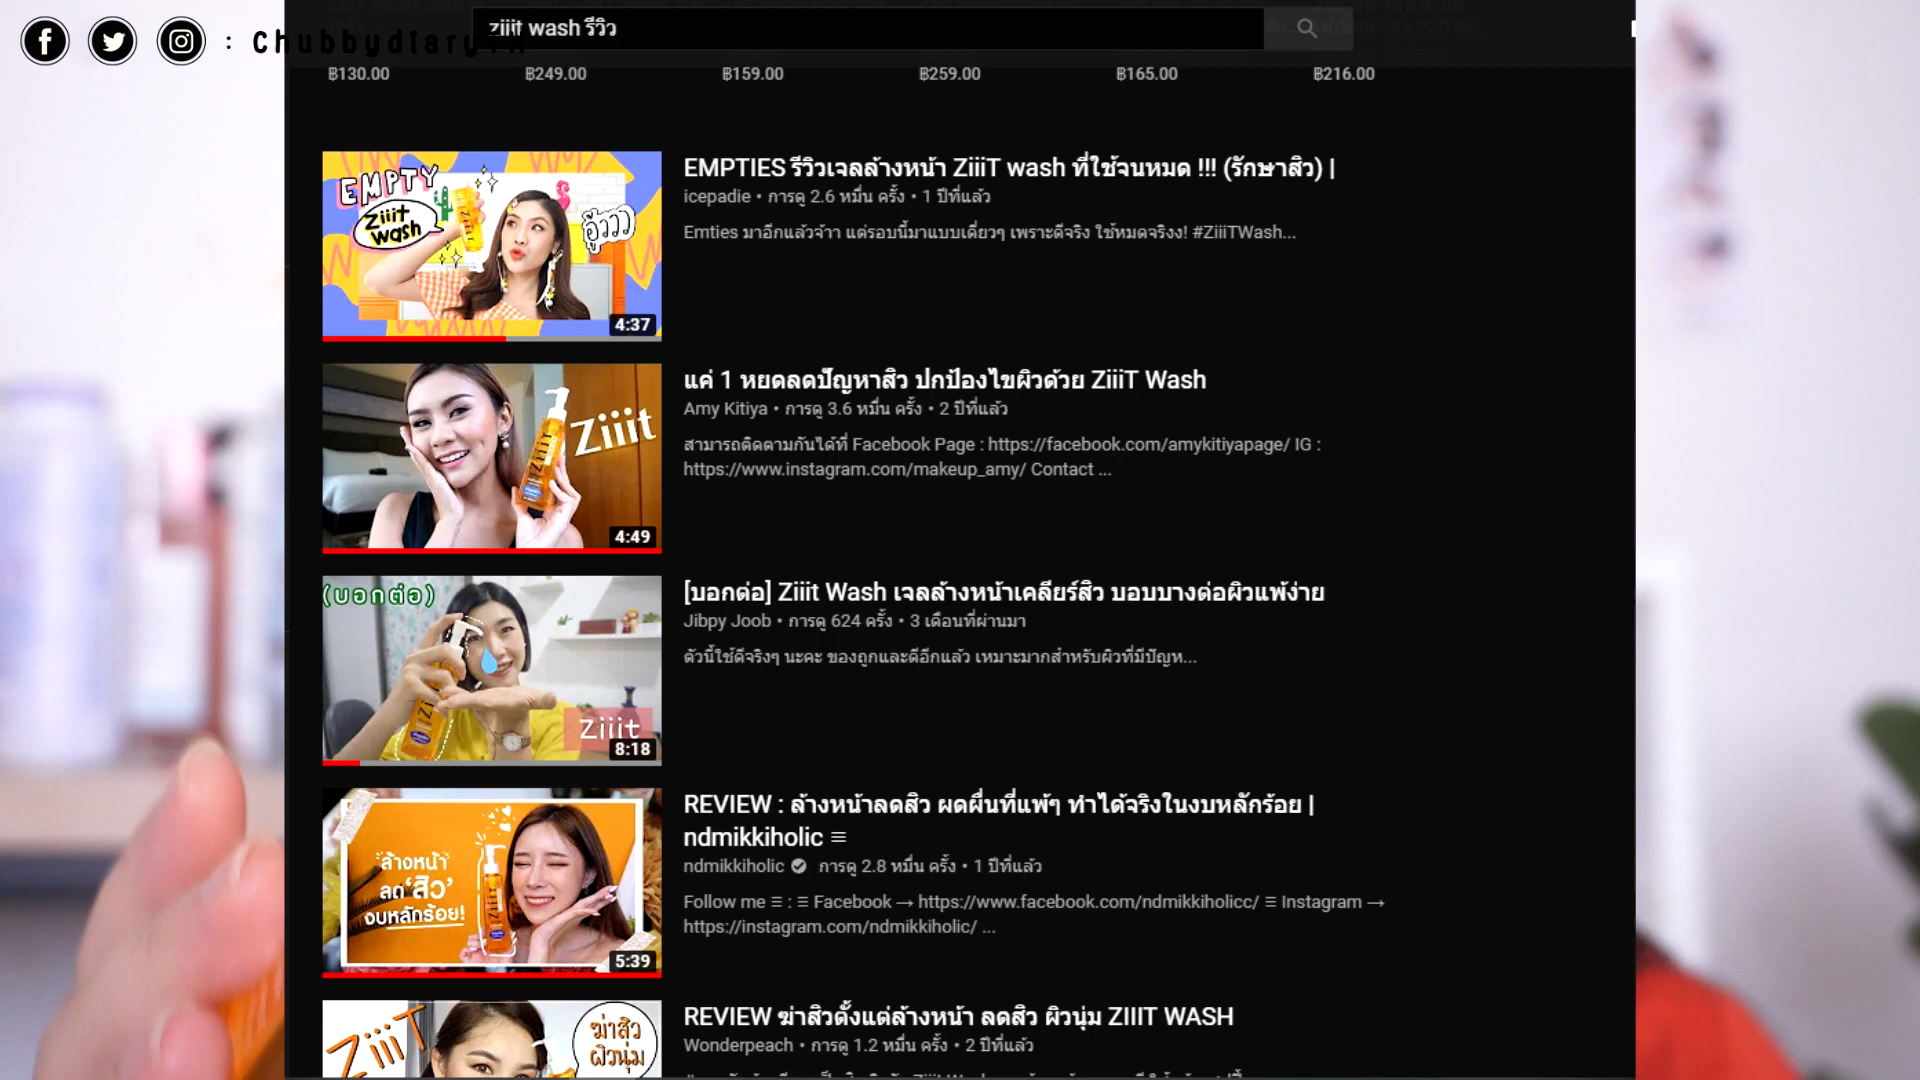 : ChubbydiaryTH
ziiit wash รีวิว
฿130.00 ฿249.00 ฿159.00 ฿259.00 ฿165.00 ฿216.00
EMPTY
Ziiit
wash
อู๊ววว
4:37
EMPTIES รีวิวเจลล้างหน้า ZiiiT wash ที่ใช้จนหมด !!! (รักษาสิว) |
icepadie • การดู 2.6 หมื่น ครั้ง • 1 ปีที่แล้ว
Emties มาอีกแล้วจ้าา แต่รอบนี้มาแบบเดี่ยวๆ เพราะดีจริง ใช้หมดจริงง! #ZiiiTWash...
Ziiit
4:49
แค่ 1 หยดลดปัญหาสิว ปกป้องไขผิวด้วย ZiiiT Wash
Amy Kitiya • การดู 3.6 หมื่น ครั้ง • 2 ปีที่แล้ว
สามารถติดตามกันได้ที่ Facebook Page : https://facebook.com/amykitiyapage/ IG :
https://www.instagram.com/makeup_amy/ Contact ...
(บอกต่อ)
Ziiit
8:18
[บอกต่อ] Ziiit Wash เจลล้างหน้าเคลียร์สิว บอบบางต่อผิวแพ้ง่าย
Jibpy Joob • การดู 624 ครั้ง • 3 เดือนที่ผ่านมา
ตัวนี้ใช้ดีจริงๆ นะคะ ของถูกและดีอีกแล้ว เหมาะมากสำหรับผิวที่มีปัญห...
ล้างหน้า
ลด'สิว'
งบหลักร้อย!
5:39
REVIEW : ล้างหน้าลดสิว ผดผื่นที่แพ้ๆ ทำได้จริงในงบหลักร้อย |
ndmikkiholic ≡
ndmikkiholic การดู 2.8 หมื่น ครั้ง • 1 ปีที่แล้ว
Follow me ≡ : ≡ Facebook → https://www.facebook.com/ndmikkiholicc/ ≡ Instagram →
https://instagram.com/ndmikkiholic/ ...
ZiiiT
ฆ่าสิว
ผิวนุ่ม
REVIEW ฆ่าสิวตั้งแต่ล้างหน้า ลดสิว ผิวนุ่ม ZIIIT WASH
Wonderpeach • การดู 1.2 หมื่น ครั้ง • 2 ปีที่แล้ว